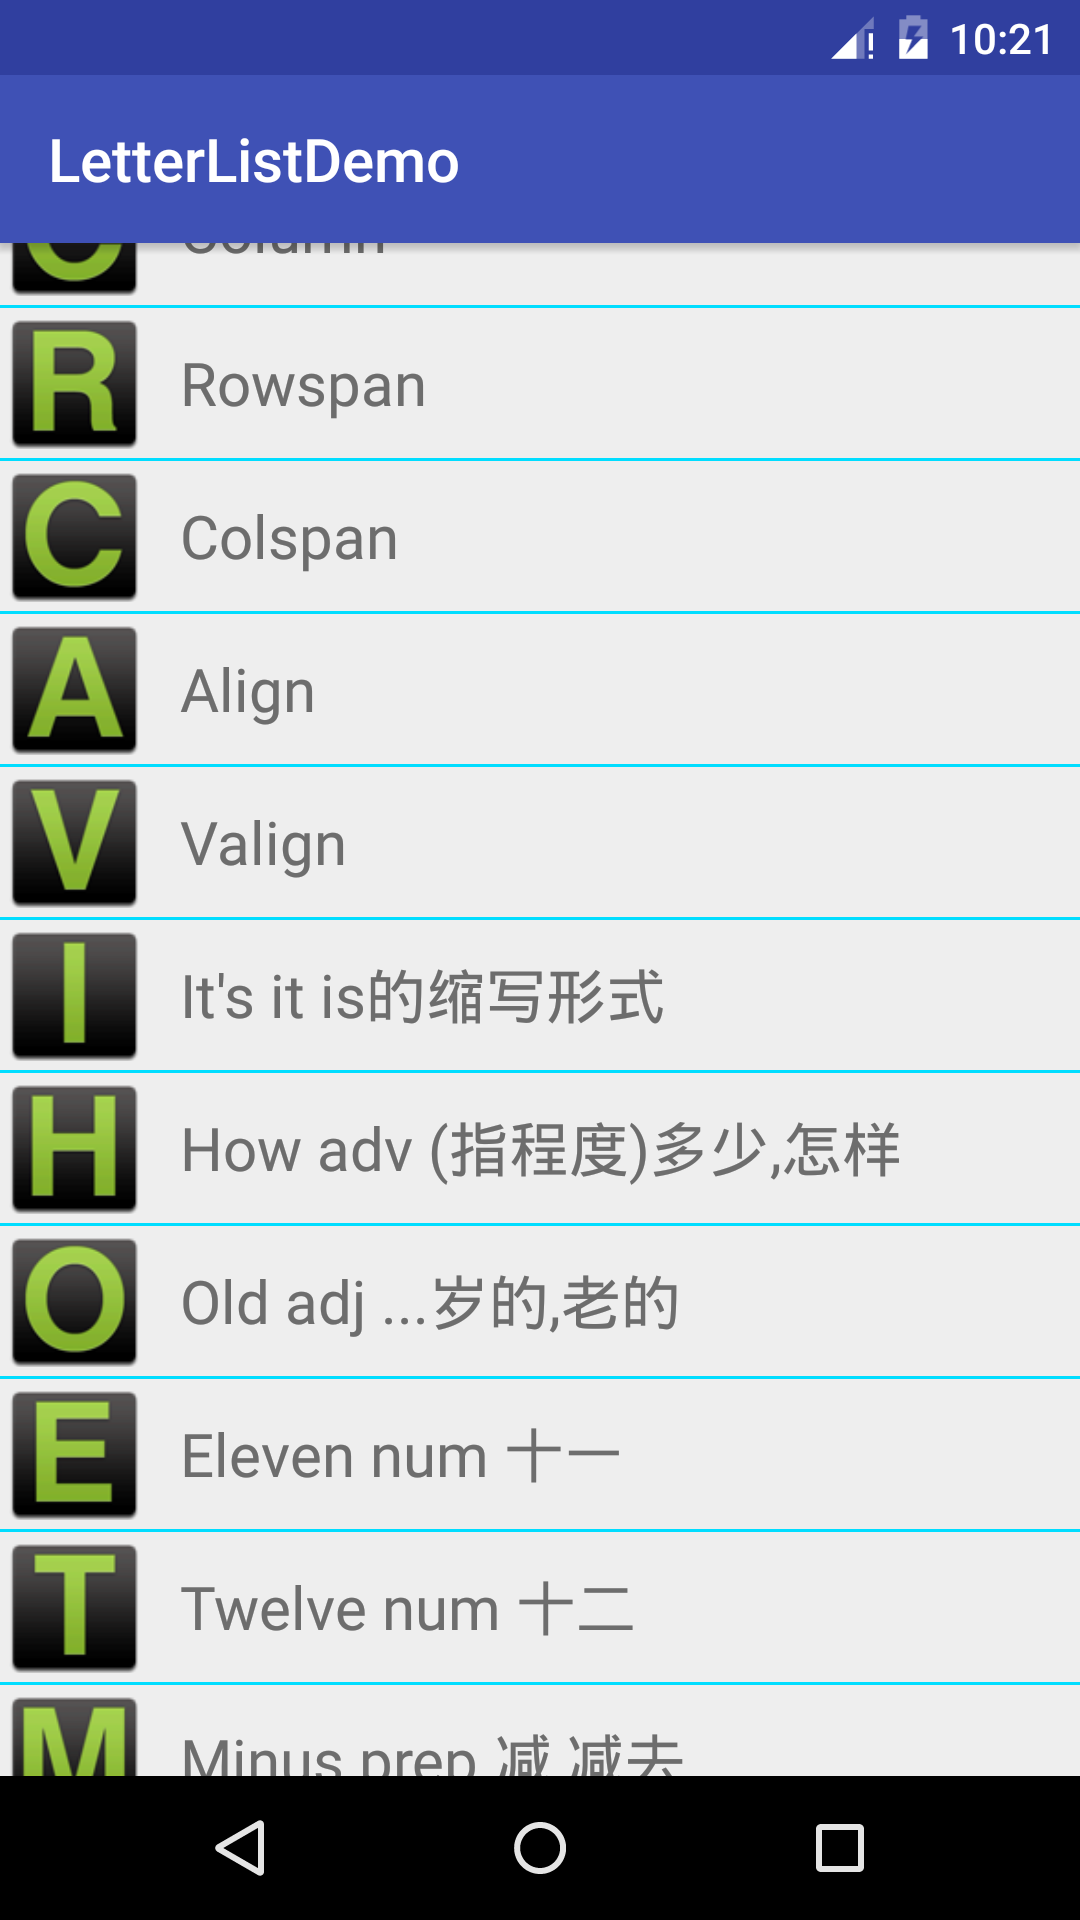 10:21
LetterListDemo
C Column
R Rowspan
C Colspan
A Align
V Valign
I It's it is的缩写形式
H How adv (指程度)多少,怎样
O Old adj ...岁的,老的
E Eleven num 十一
T Twelve num 十二
M Minus prep 减 减去